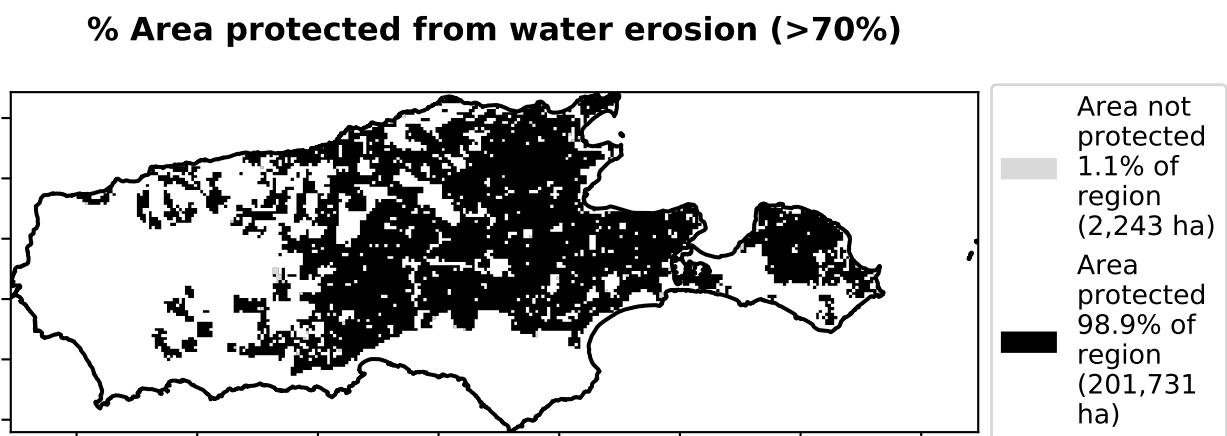 % Area protected from water erosion (>70%)
Area not
protected
1.1% of
region
(2,243 ha)
Area
protected
98.9% of
region
(201,731
ha)